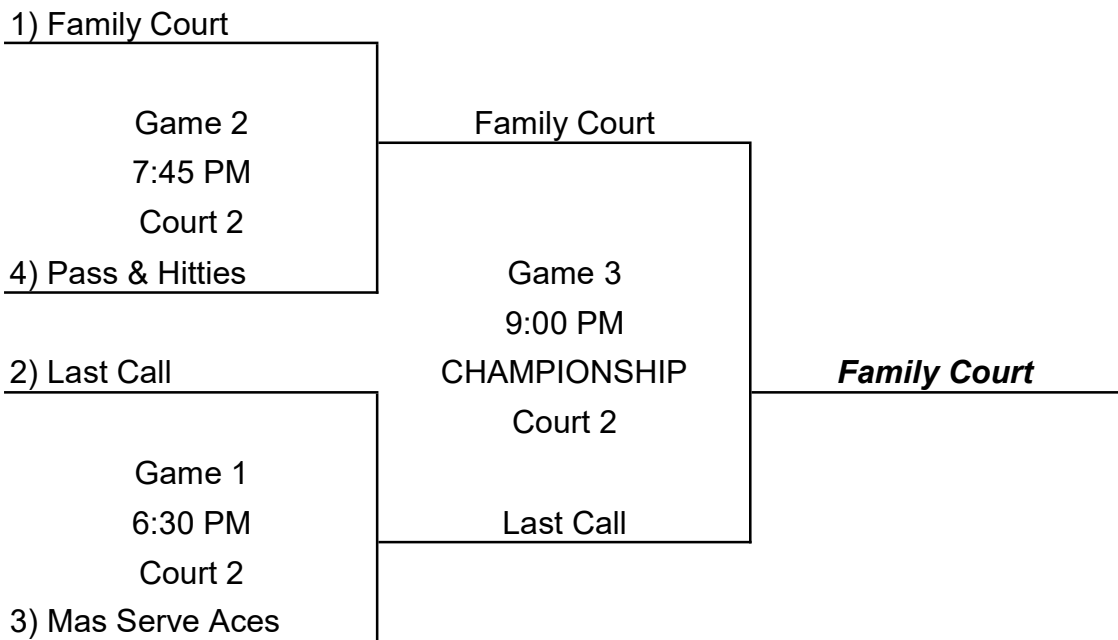 1) Family Court
Game 2
7:45 PM
Court 2
4) Pass & Hitties
Family Court
2) Last Call
Game 1
6:30 PM
Court 2
3) Mas Serve Aces
Last Call
Game 3
9:00 PM
CHAMPIONSHIP
Court 2
Family Court